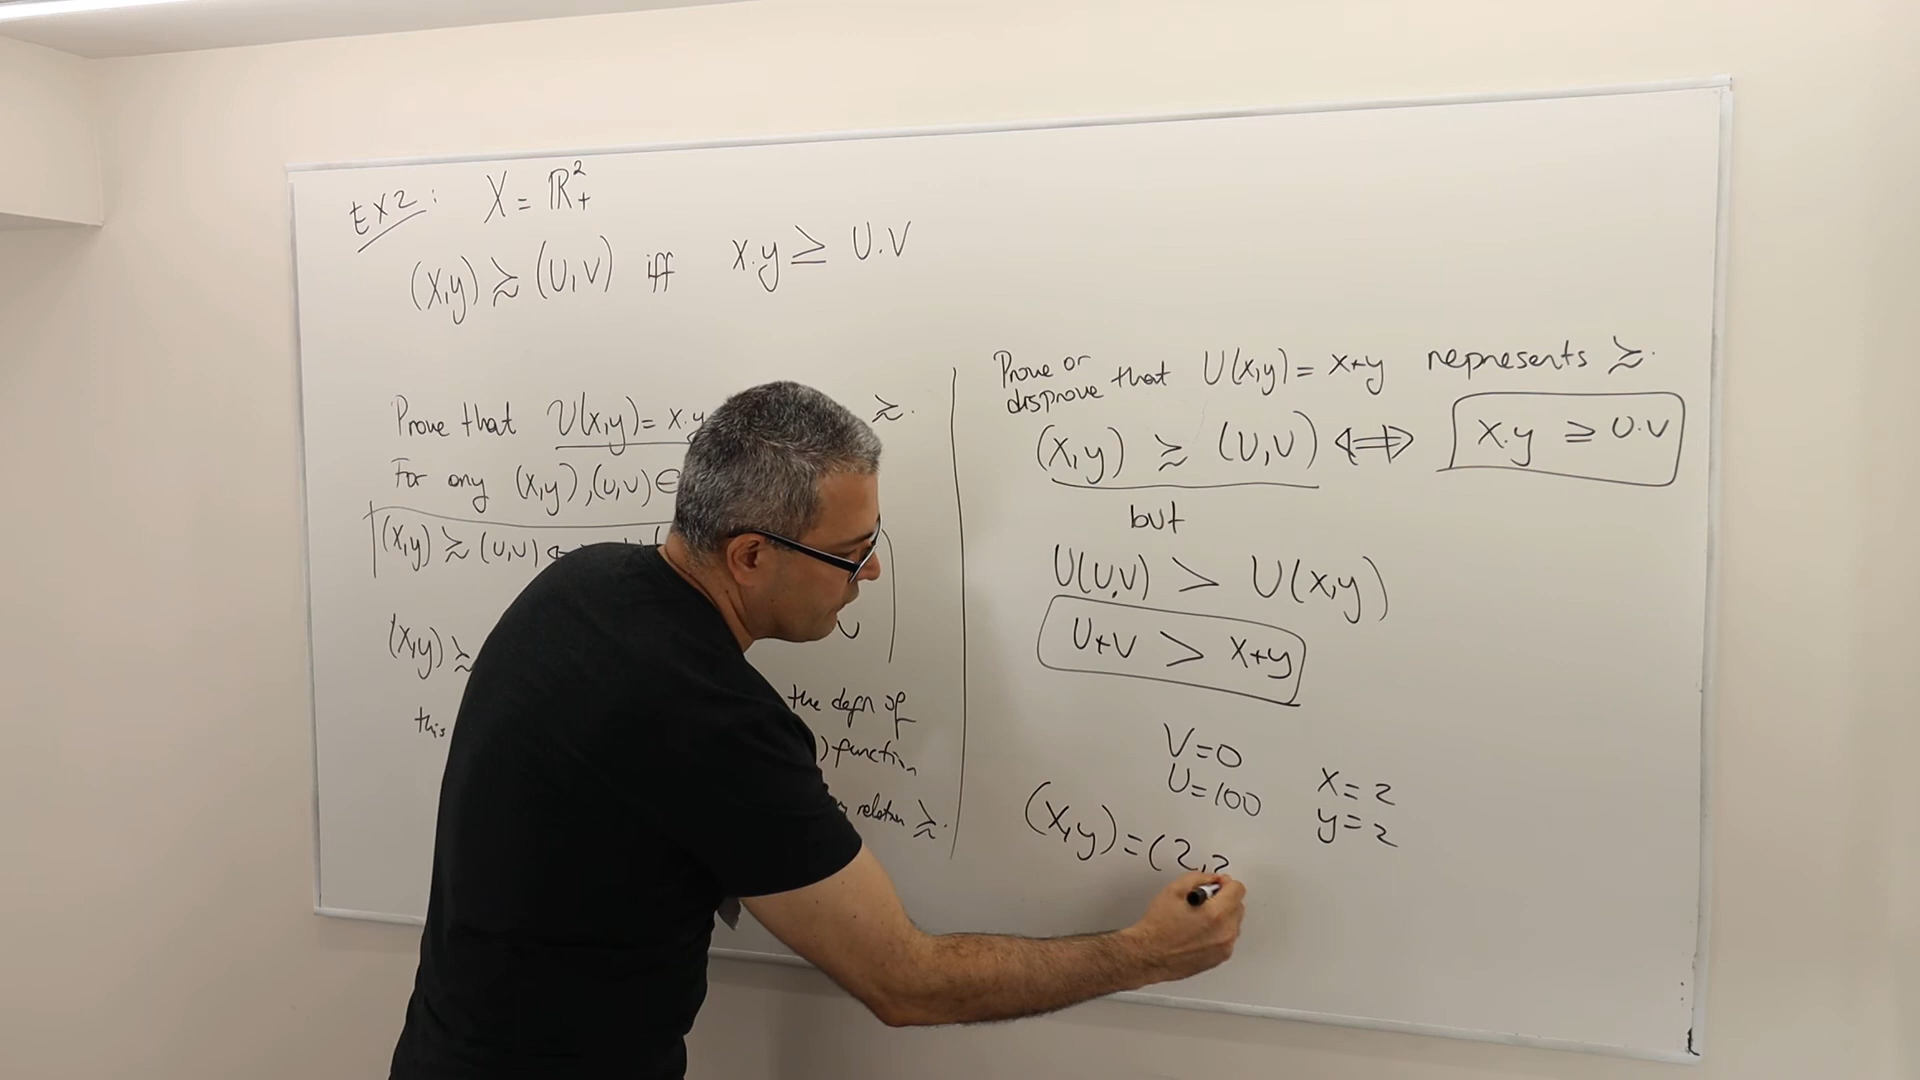 EX2: X = ℝ²₊
(x,y) ≿ (U,V) iff x.y ≥ U.V
Prove that U(x,y) = x.y ≿.
For any (x,y),(u,v) ∈
(x,y) ≿ (u,v)
(x,y) ≿ U
this the defn of
) function
relation ≿.
Prove or
disprove that U(x,y) = x+y represents ≿.
(x,y) ≿ (U,V) ⟺ x.y ≥ U.V
but
U(U,V) > U(x,y)
U+V > x+y
V=0
U=100
x=2
y=2
(x,y)=(2,2